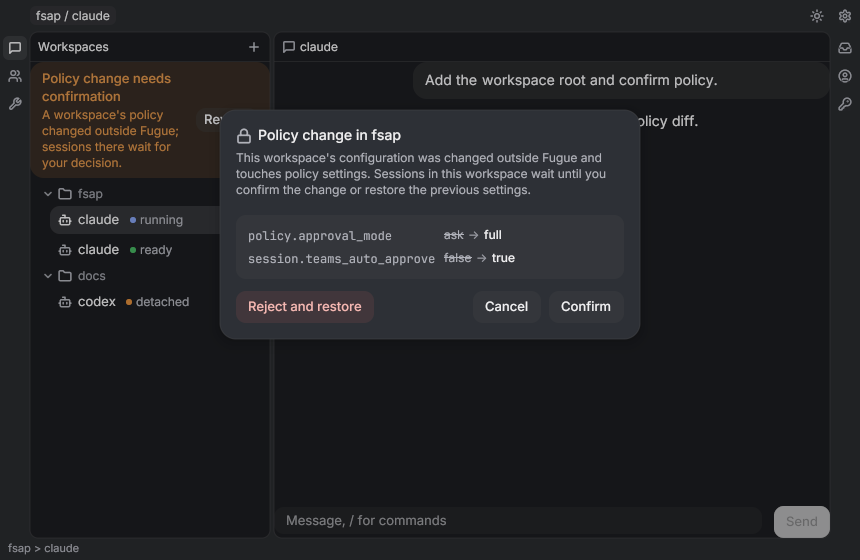 fsap / claude
Workspaces
claude
Policy change needs
confirmation
A workspace's policy
changed outside Fugue;
sessions there wait for
your decision.
Add the workspace root and confirm policy.
diff.
Policy change in fsap
This workspace's configuration was changed outside Fugue and
touches policy settings. Sessions in this workspace wait until you
confirm the change or restore the previous settings.
policy.approval_mode ask → full
session.teams_auto_approve false → true
Reject and restore Cancel Confirm
fsap
claude running
claude ready
docs
codex detached
Message, / for commands
Send
fsap > claude